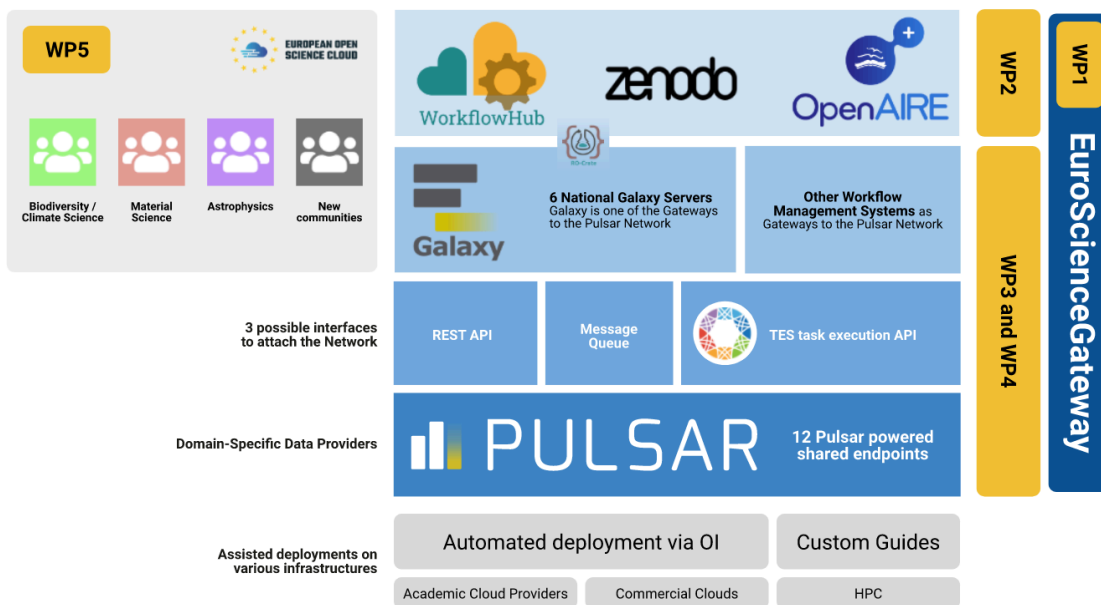 WP5
EUROPEAN OPEN
SCIENCE CLOUD
Biodiversity /
Climate Science
Material
Science
Astrophysics
New
communities
WorkflowHub
zenodo
OpenAIRE
WP2
WP1
EuroScienceGateway
RO-Crate
Galaxy
6 National Galaxy Servers
Galaxy is one of the Gateways
to the Pulsar Network
Other Workflow
Management Systems as
Gateways to the Pulsar Network
WP3 and WP4
3 possible interfaces
to attach the Network
REST API
Message
Queue
TES task execution API
Domain-Specific Data Providers
PULSAR
12 Pulsar powered
shared endpoints
Assisted deployments on
various infrastructures
Automated deployment via OI
Custom Guides
Academic Cloud Providers
Commercial Clouds
HPC